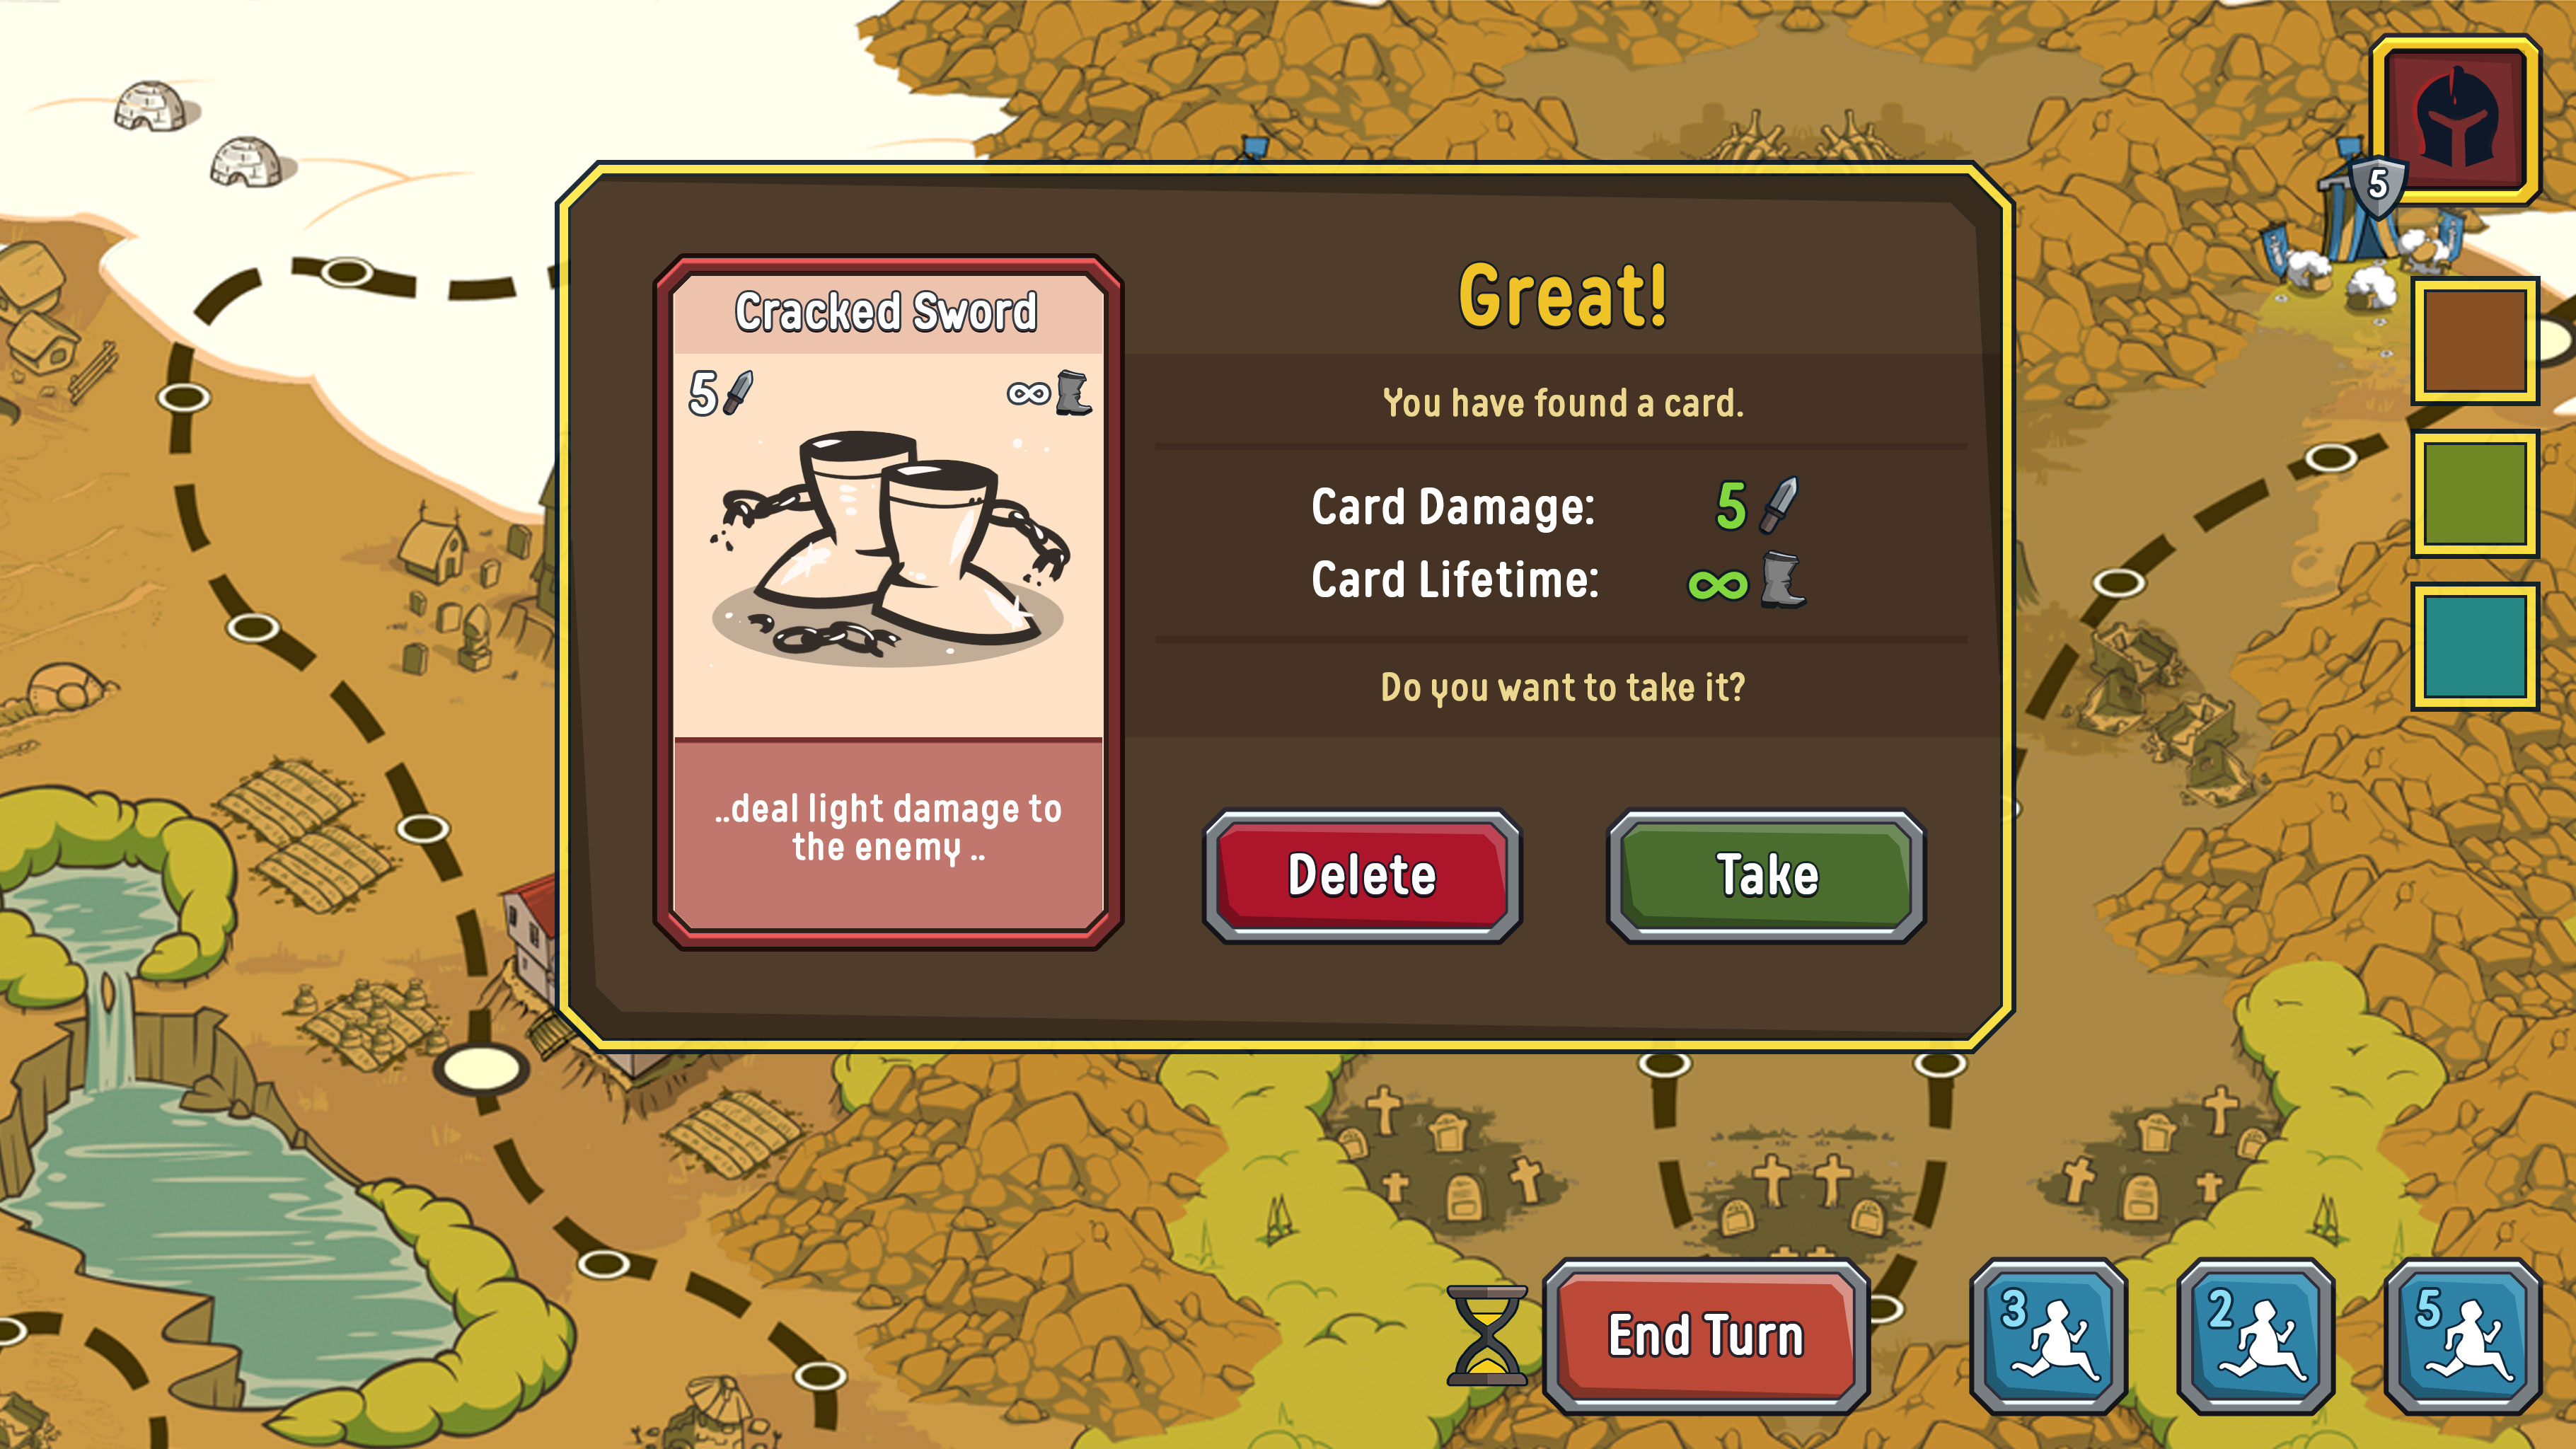 5
Cracked Sword
5 ∞
..deal light damage to
the enemy ..
Great!
You have found a card.
Card Damage: 5
Card Lifetime: ∞
Do you want to take it?
Delete
Take
End Turn
3
2
5